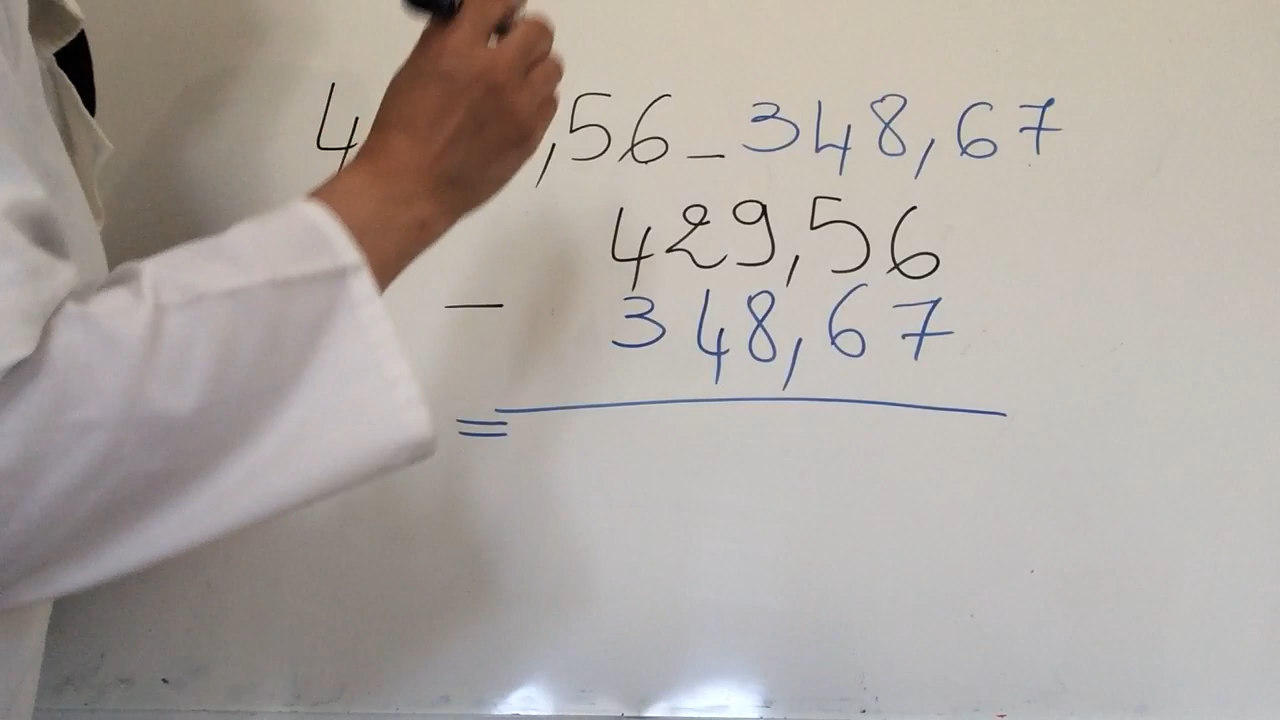 4 ,56 - 348,67
429,56
- 348,67
=